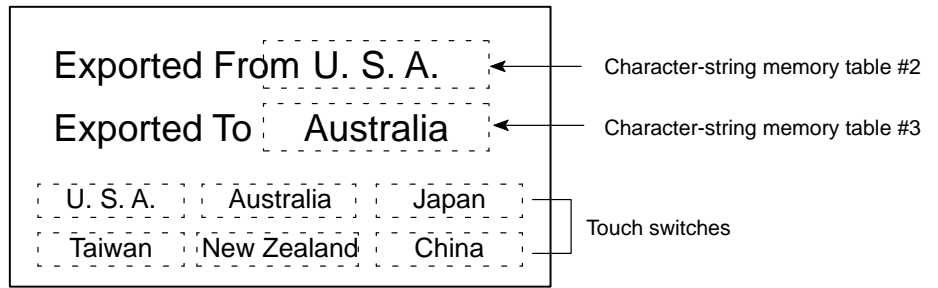 Exported From U. S. A.
Character-string memory table #2
Exported To Australia
Character-string memory table #3
U. S. A. Australia Japan
Touch switches
Taiwan New Zealand China